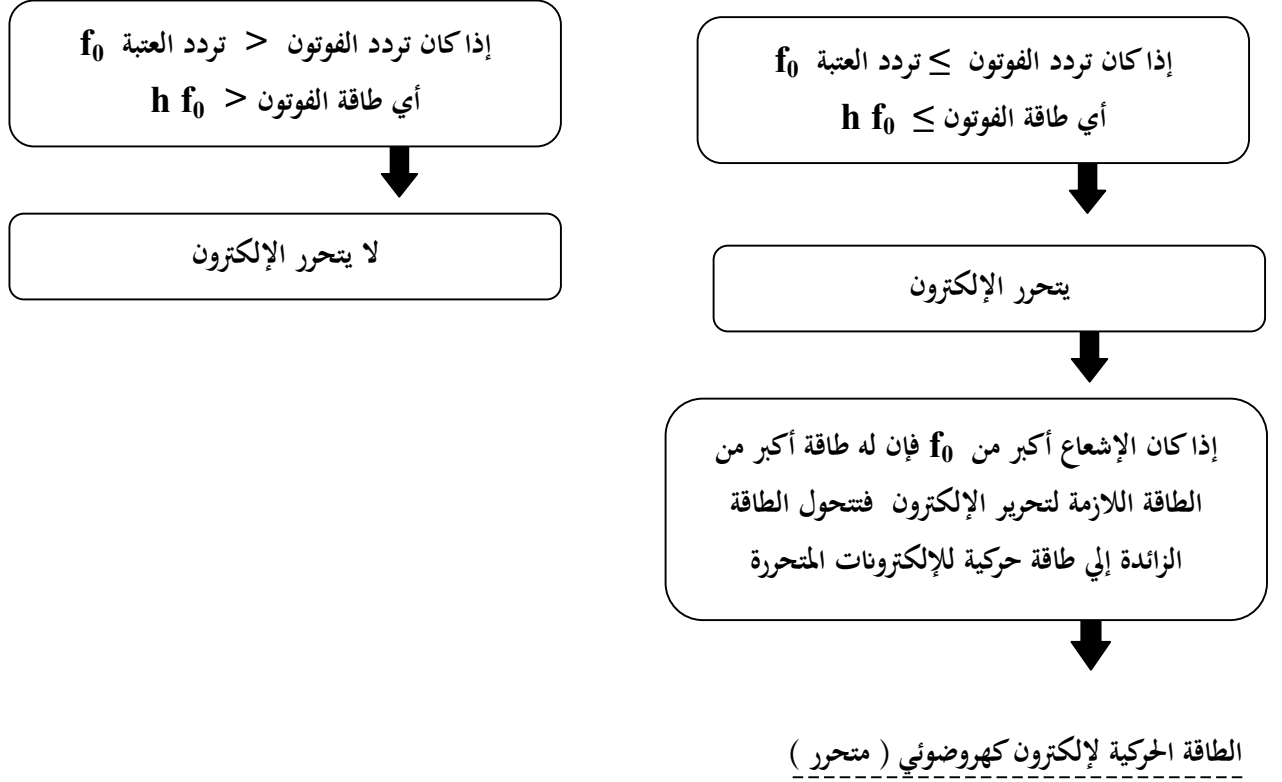 إذا كان تردد الفوتون ≥ تردد العتبة f₀
أي طاقة الفوتون ≥ h f₀
يتحرر الإلكترون
إذا كان الإشعاع أكبر من f₀ فإن له طاقة أكبر من
الطاقة اللازمة لتحرير الإلكترون فتتحول الطاقة
الزائدة إلي طاقة حركية للإلكترونات المتحررة
الطاقة الحركية لإلكترون كهروضوئي ( متحرر )
إذا كان تردد الفوتون < تردد العتبة f₀
أي طاقة الفوتون < h f₀
لا يتحرر الإلكترون